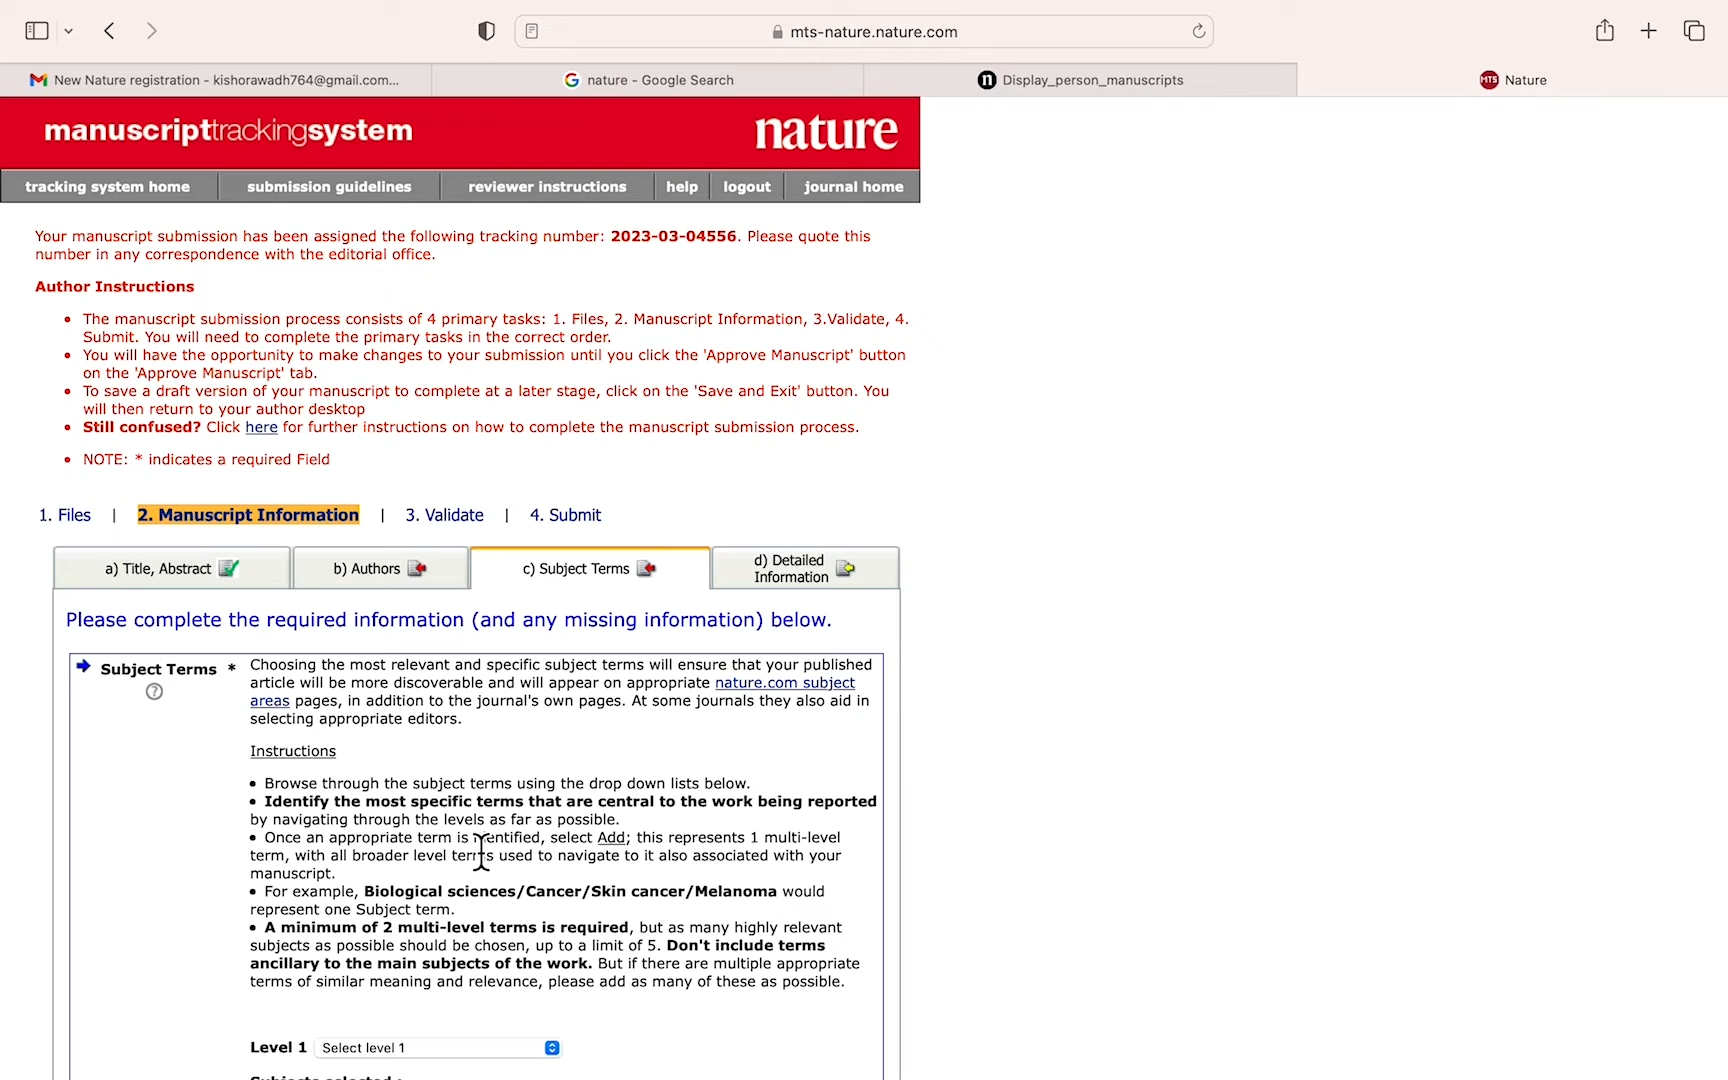 mts-nature.nature.com
New Nature registration - kishorawadh764@gmail.com...
nature - Google Search
n Display_person_manuscripts
MTS Nature
manuscripttrackingsystem
nature
tracking system home
submission guidelines
reviewer instructions
help
logout
journal home
Your manuscript submission has been assigned the following tracking number: 2023-03-04556. Please quote this
number in any correspondence with the editorial office.
Author Instructions
• The manuscript submission process consists of 4 primary tasks: 1. Files, 2. Manuscript Information, 3.Validate, 4.
Submit. You will need to complete the primary tasks in the correct order.
• You will have the opportunity to make changes to your submission until you click the 'Approve Manuscript' button
on the 'Approve Manuscript' tab.
• To save a draft version of your manuscript to complete at a later stage, click on the 'Save and Exit' button. You
will then return to your author desktop
• Still confused? Click here for further instructions on how to complete the manuscript submission process.
• NOTE: * indicates a required Field
1. Files | 2. Manuscript Information | 3. Validate | 4. Submit
a) Title, Abstract
b) Authors
c) Subject Terms
d) Detailed
Information
Please complete the required information (and any missing information) below.
Subject Terms *
?
Choosing the most relevant and specific subject terms will ensure that your published
article will be more discoverable and will appear on appropriate nature.com subject
areas pages, in addition to the journal's own pages. At some journals they also aid in
selecting appropriate editors.
Instructions
• Browse through the subject terms using the drop down lists below.
• Identify the most specific terms that are central to the work being reported
by navigating through the levels as far as possible.
• Once an appropriate term is identified, select Add; this represents 1 multi-level
term, with all broader level terms used to navigate to it also associated with your
manuscript.
• For example, Biological sciences/Cancer/Skin cancer/Melanoma would
represent one Subject term.
• A minimum of 2 multi-level terms is required, but as many highly relevant
subjects as possible should be chosen, up to a limit of 5. Don't include terms
ancillary to the main subjects of the work. But if there are multiple appropriate
terms of similar meaning and relevance, please add as many of these as possible.
Level 1 Select level 1
Subjects selected :